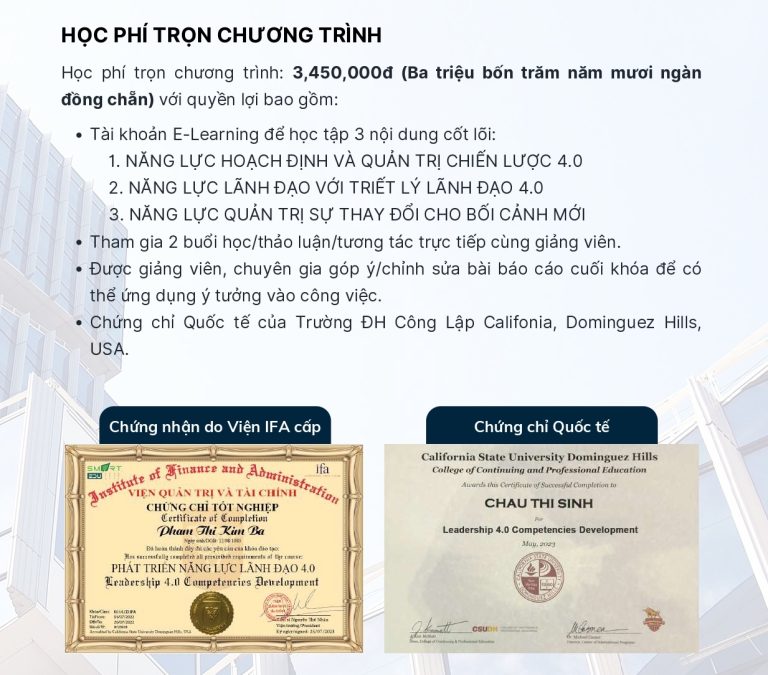 HỌC PHÍ TRỌN CHƯƠNG TRÌNH
Học phí trọn chương trình: 3,450,000đ (Ba triệu bốn trăm năm mươi ngàn
đồng chẵn) với quyền lợi bao gồm:
• Tài khoản E-Learning để học tập 3 nội dung cốt lõi:
1. NĂNG LỰC HOẠCH ĐỊNH VÀ QUẢN TRỊ CHIẾN LƯỢC 4.0
2. NĂNG LỰC LÃNH ĐẠO VỚI TRIẾT LÝ LÃNH ĐẠO 4.0
3. NĂNG LỰC QUẢN TRỊ SỰ THAY ĐỔI CHO BỐI CẢNH MỚI
• Tham gia 2 buổi học/thảo luận/tương tác trực tiếp cùng giảng viên.
• Được giảng viên, chuyên gia góp ý/chỉnh sửa bài báo cáo cuối khóa để có
thể ứng dụng ý tưởng vào công việc.
• Chứng chỉ Quốc tế của Trường ĐH Công Lập Califonia, Dominguez Hills,
USA.
Chứng nhận do Viện IFA cấp
SMART
EDU
ifa
Institute of Finance and Administration
VIỆN QUẢN TRỊ VÀ TÀI CHÍNH
CHỨNG CHỈ TỐT NGHIỆP
Certificate of Completion
Pham Thi Kim Ba
Đã hoàn thành đầy đủ các yêu cầu của khóa đào tạo:
Has successfully completed all prescribed requirements of the course:
PHÁT TRIỂN NĂNG LỰC LÃNH ĐẠO 4.0
Leadership 4.0 Competencies Development
Chứng chỉ Quốc tế
California State University Dominguez Hills
College of Continuing and Professional Education
Awards this Certificate of Successful Completion to
CHAU THI SINH
For
Leadership 4.0 Competencies Development
May, 2023
CSUDH